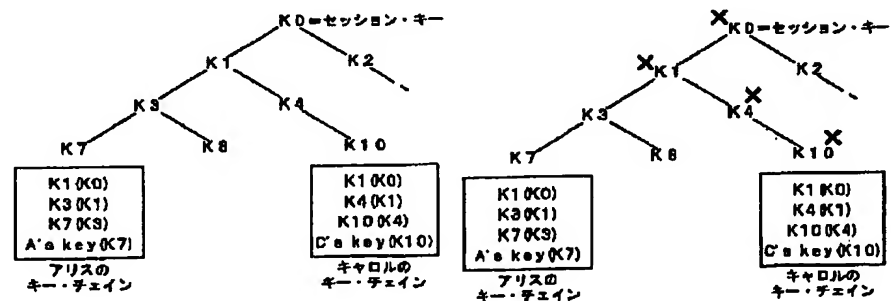 K0=セッション・キー
K1
K2
K3
K4
K7
K8
K10
K1(K0)
K3(K1)
K7(K3)
A's key(K7)
アリスの
キー・チェイン
K1(K0)
K4(K1)
K10(K4)
C's key(K10)
キャロルの
キー・チェイン
×
K0=セッション・キー
×
K1
K2
K3
K4
×
K7
K8
K10
×
K1(K0)
K3(K1)
K7(K3)
A's key(K7)
アリスの
キー・チェイン
K1(K0)
K4(K1)
K10(K4)
C's key(K10)
キャロルの
キー・チェイン